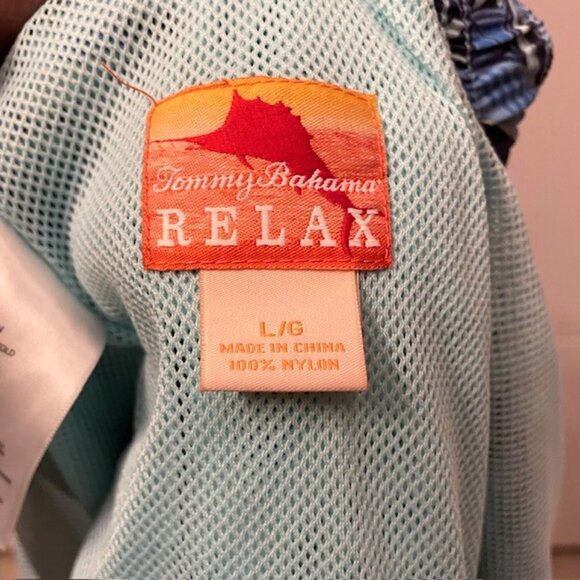 Tommy Bahama
RELAX
L/G
MADE IN CHINA
100% NYLON